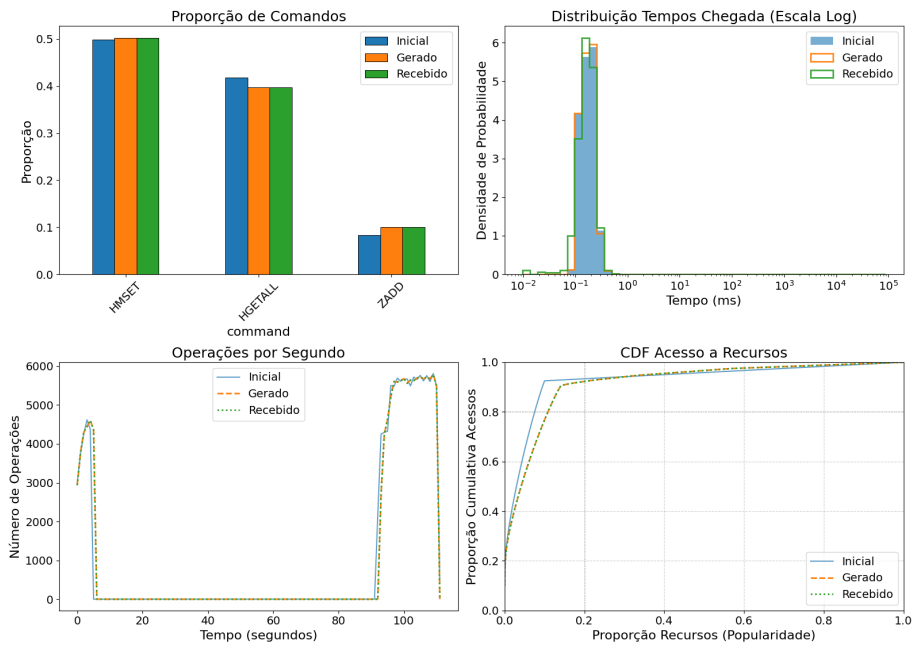 Proporção de Comandos
Proporção
0.5
0.4
0.3
0.2
0.1
0.0
Inicial
Gerado
Recebido
HMSET
HGETALL
ZADD
command
Distribuição Tempos Chegada (Escala Log)
Densidade de Probabilidade
6
5
4
3
2
1
0
Inicial
Gerado
Recebido
10⁻² 10⁻¹ 10⁰ 10¹ 10² 10³ 10⁴ 10⁵
Tempo (ms)
Operações por Segundo
Número de Operações
6000
5000
4000
3000
2000
1000
0
Inicial
Gerado
Recebido
0 20 40 60 80 100
Tempo (segundos)
CDF Acesso a Recursos
Proporção Cumulativa Acessos
1.0
0.8
0.6
0.4
0.2
0.0
Inicial
Gerado
Recebido
0.0 0.2 0.4 0.6 0.8 1.0
Proporção Recursos (Popularidade)